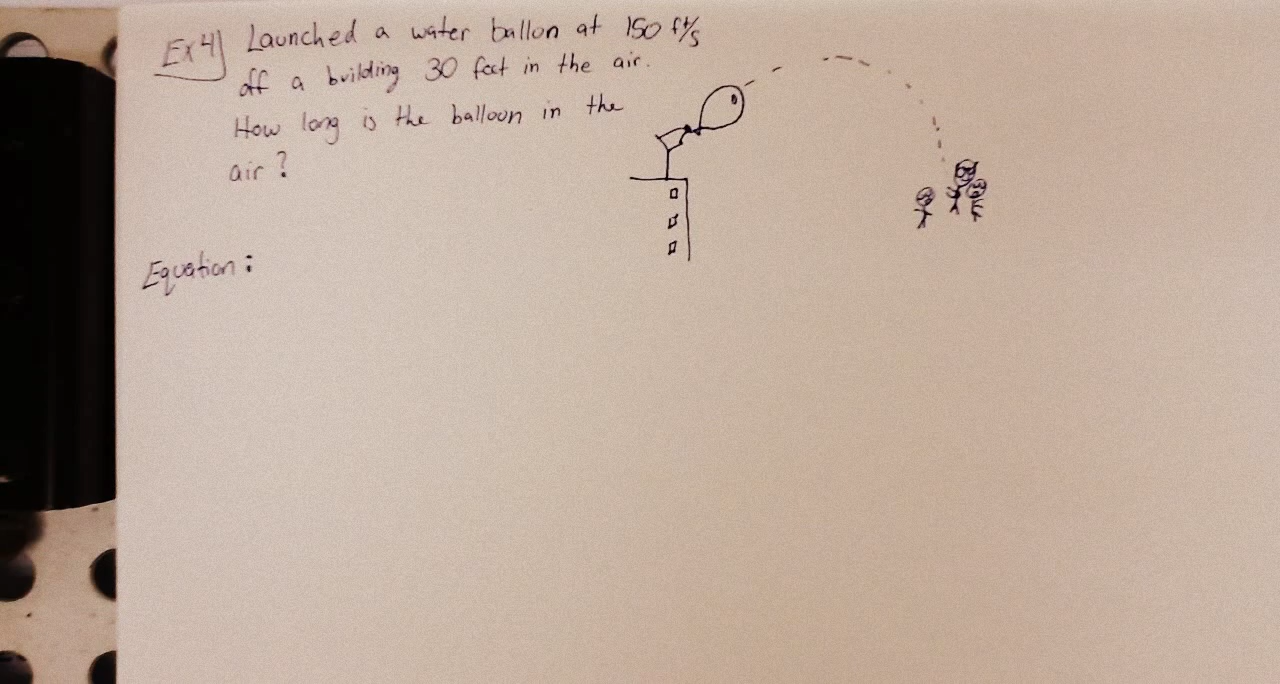 Ex 4] Launched a water ballon at 150 ft/s
off a building 30 feet in the air.
How long is the balloon in the
air?
Equation: